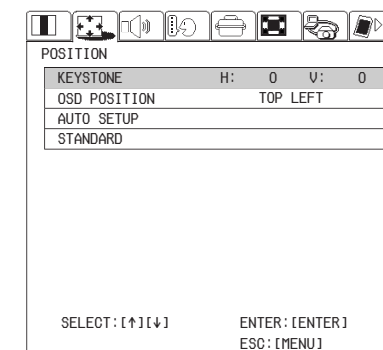 POSITION
KEYSTONE H: 0 V: 0
OSD POSITION TOP LEFT
AUTO SETUP
STANDARD
SELECT:[↑][↓] ENTER:[ENTER]
ESC:[MENU]